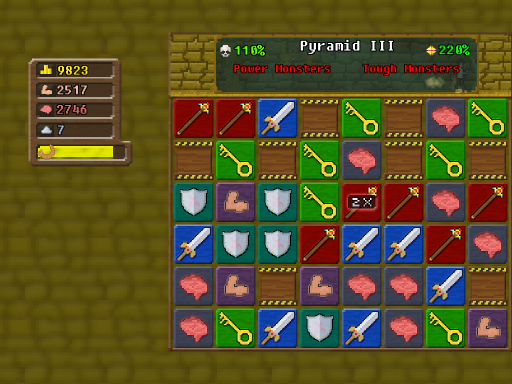 Pyramid III
110%
220%
Power Monsters
Tough Monsters
9823
2517
2746
7
2X